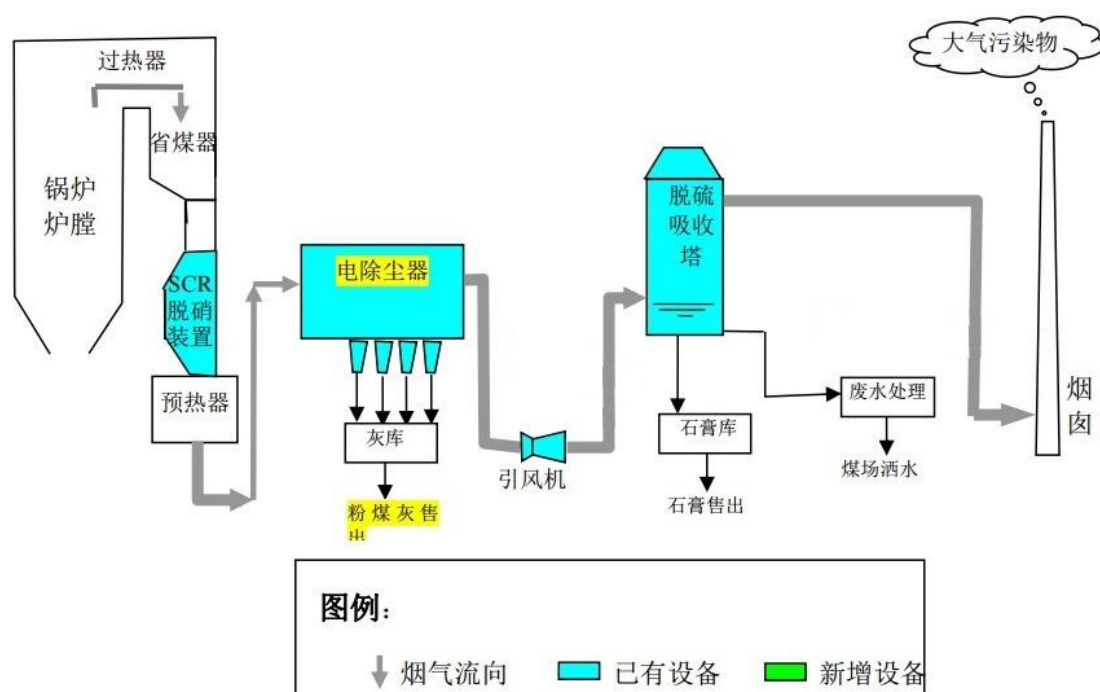 大气污染物
过热器
省煤器
锅炉
炉膛
SCR
脱硝
装置
预热器
电除尘器
灰库
粉煤灰售
出
引风机
脱硫
吸收
塔
石膏库
石膏售出
废水处理
煤场洒水
烟
囱
图例：
烟气流向
已有设备
新增设备